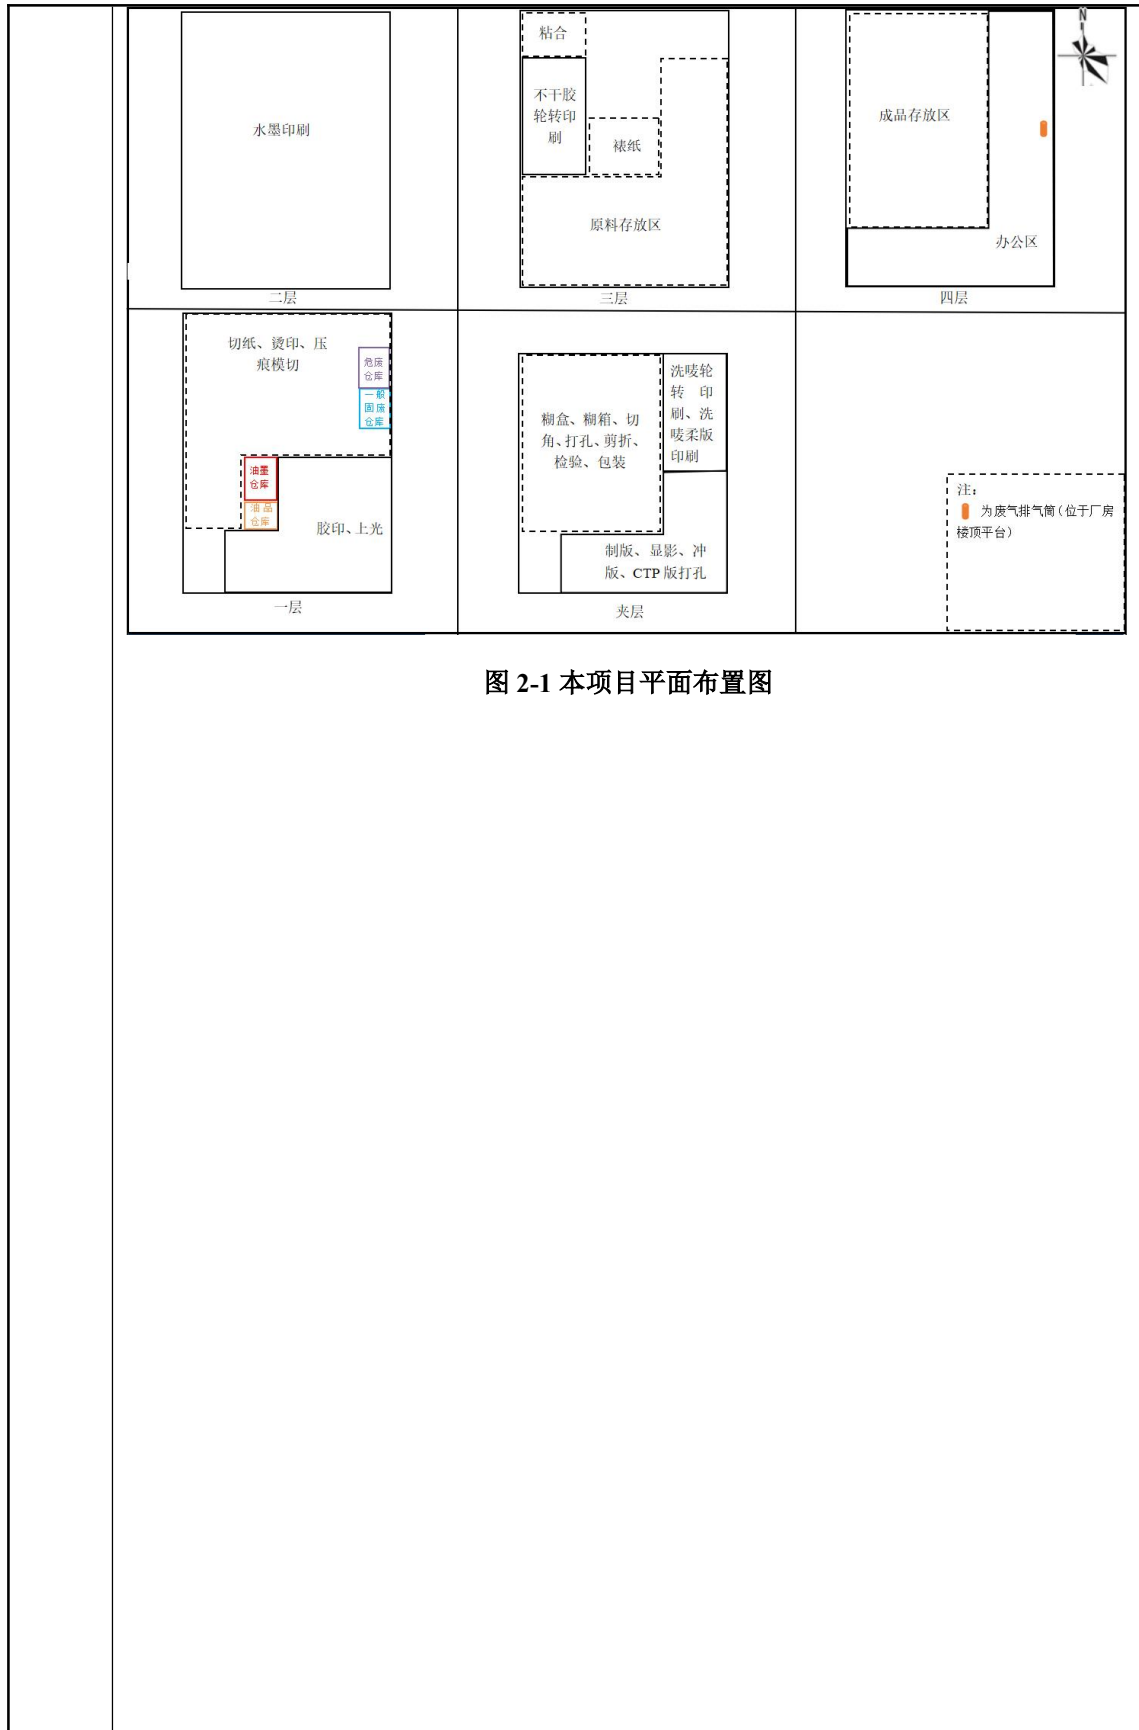 N
水墨印刷
二层
粘合
不干胶
轮转印
刷
裱纸
原料存放区
三层
成品存放区
办公区
四层
切纸、烫印、压
痕模切
危废
仓库
一般
固废
仓库
油墨
仓库
油品
仓库
胶印、上光
一层
糊盒、糊箱、切
角、打孔、剪折、
检验、包装
洗唛轮
转 印
刷、洗
唛柔版
印刷
制版、显影、冲
版、CTP 版打孔
夹层
注：
为废气排气筒（位于厂房
楼顶平台）
图 2-1 本项目平面布置图